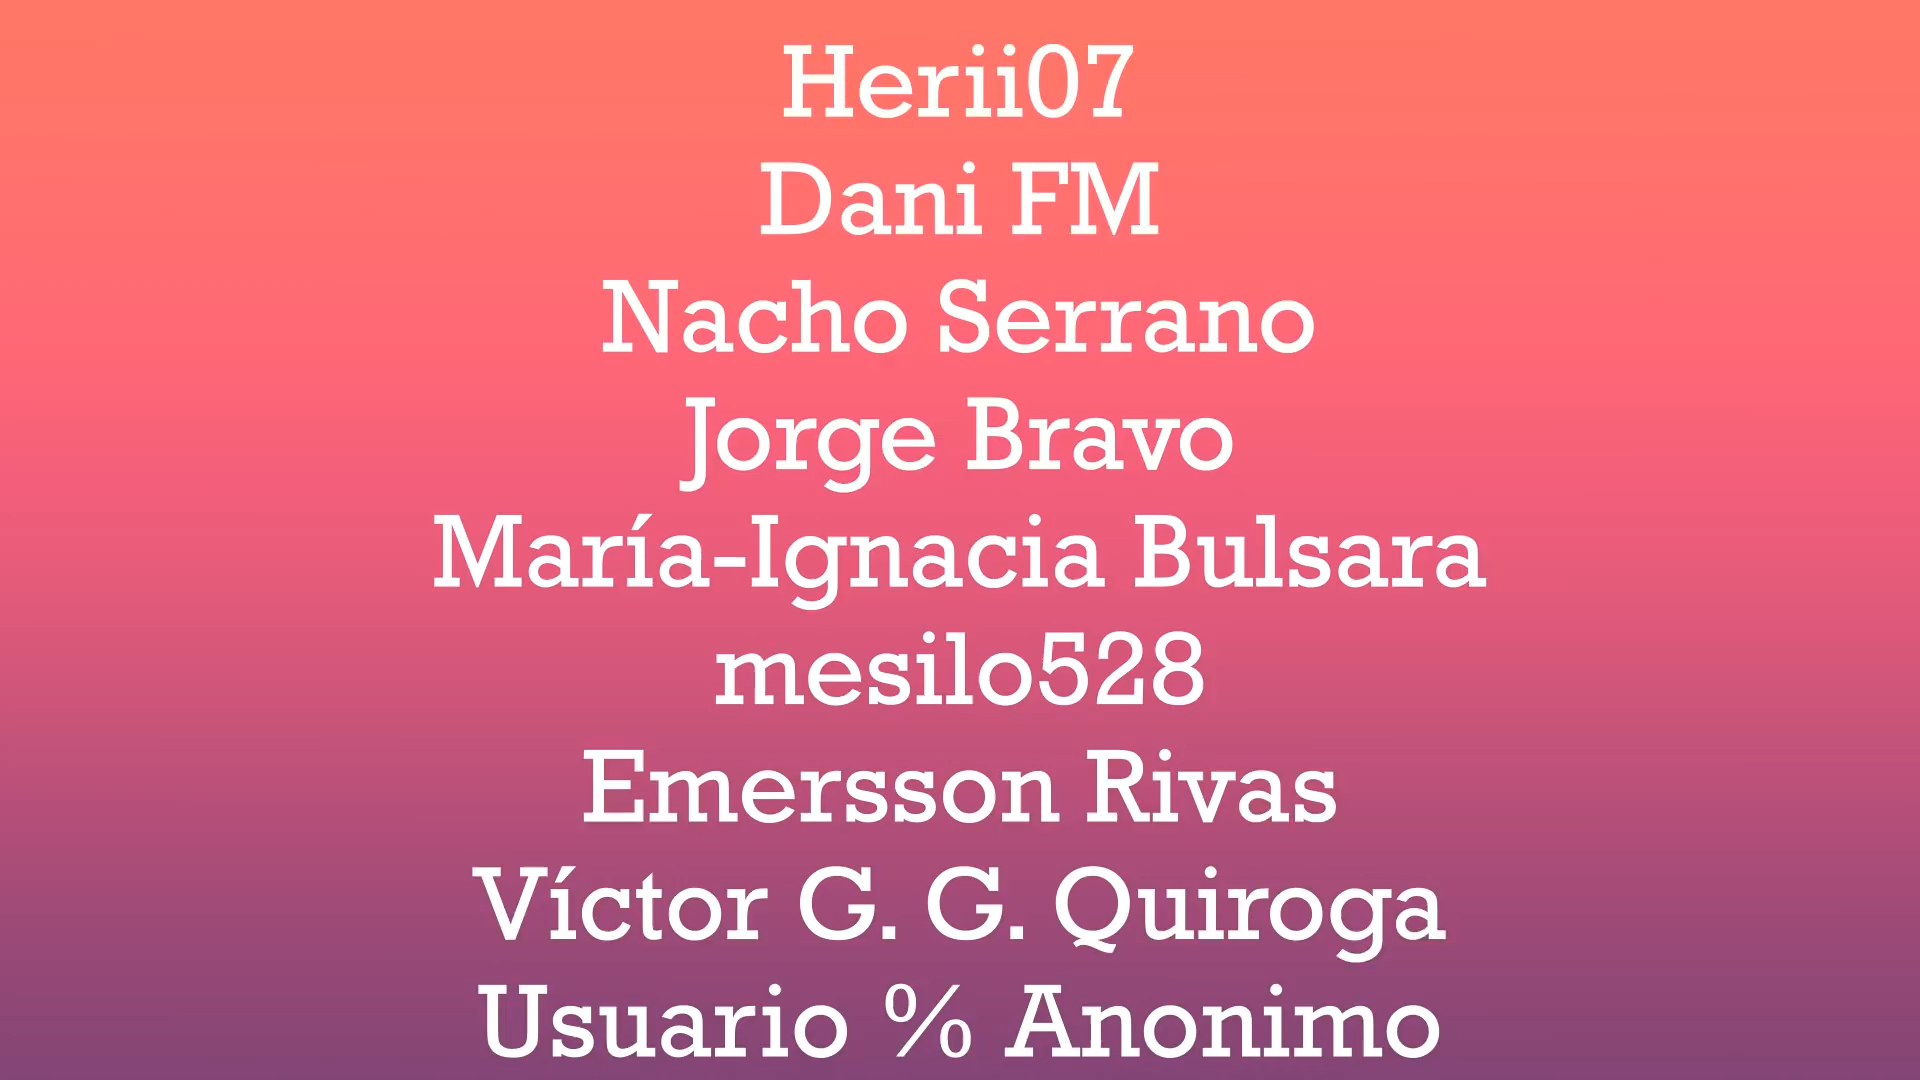 Herii07
Dani FM
Nacho Serrano
Jorge Bravo
María-Ignacia Bulsara
mesilo528
Emersson Rivas
Víctor G. G. Quiroga
Usuario % Anonimo